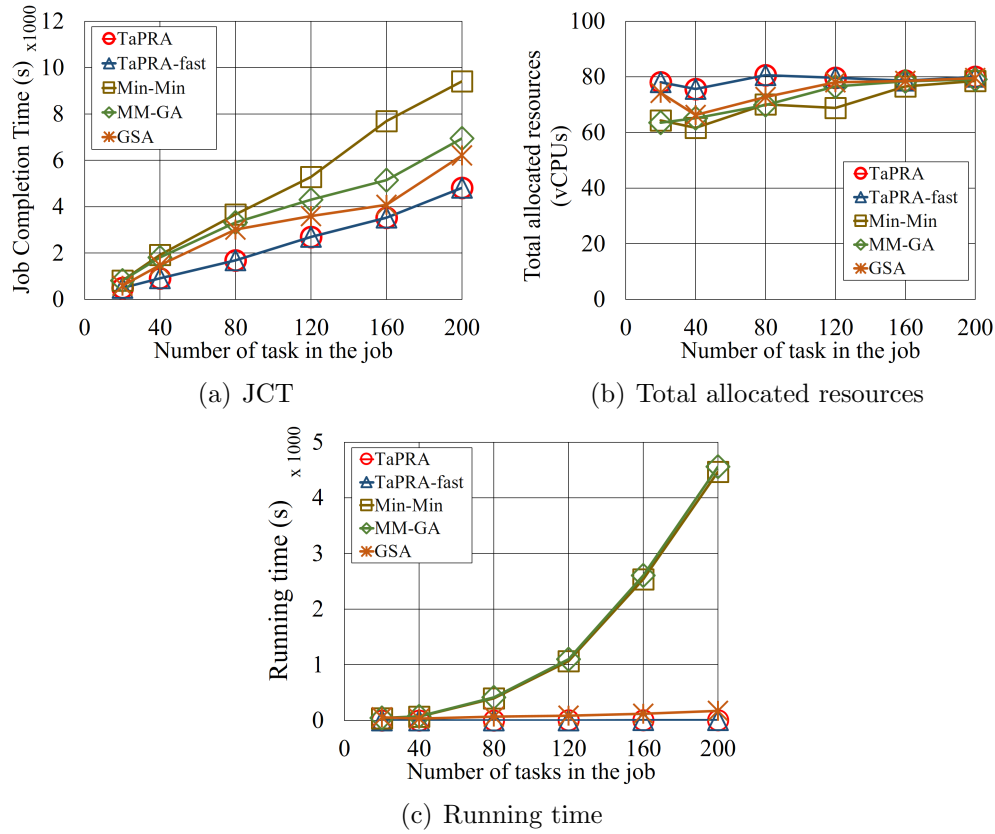 Job Completion Time (s) x1000
12
10
8
6
4
2
0
TaPRA
TaPRA-fast
Min-Min
MM-GA
GSA
0 40 80 120 160 200
Number of task in the job
(a) JCT
Total allocated resources
(vCPUs)
100
80
60
40
20
0
TaPRA
TaPRA-fast
Min-Min
MM-GA
GSA
0 40 80 120 160 200
Number of task in the job
(b) Total allocated resources
Running time (s) x 1000
5
4
3
2
1
0
TaPRA
TaPRA-fast
Min-Min
MM-GA
GSA
0 40 80 120 160 200
Number of tasks in the job
(c) Running time